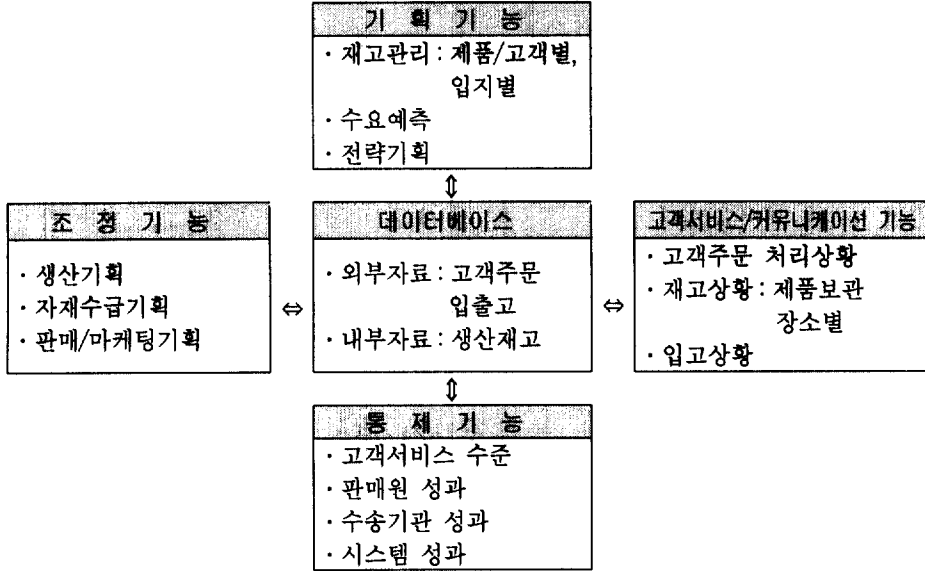 기 획 기 능
· 재고관리 : 제품/고객별,
입지별
· 수요예측
· 전략기획
⇕
조 정 기 능
· 생산기획
· 자재수급기획
· 판매/마케팅기획
⇔
데이터베이스
· 외부자료 : 고객주문
입출고
· 내부자료 : 생산재고
⇔
고객서비스/커뮤니케이션 기능
· 고객주문 처리상황
· 재고상황 : 제품보관
장소별
· 입고상황
⇕
통 제 기 능
· 고객서비스 수준
· 판매원 성과
· 수송기관 성과
· 시스템 성과